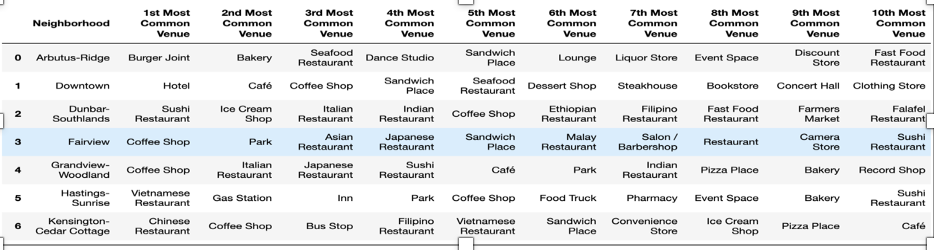 Neighborhood 1st Most Common Venue 2nd Most Common Venue 3rd Most Common Venue 4th Most Common Venue 5th Most Common Venue 6th Most Common Venue 7th Most Common Venue 8th Most Common Venue 9th Most Common Venue 10th Most Common Venue
0 Arbutus-Ridge Burger Joint Bakery Seafood Restaurant Dance Studio Sandwich Place Lounge Liquor Store Event Space Discount Store Fast Food Restaurant
1 Downtown Hotel Café Coffee Shop Sandwich Place Seafood Restaurant Dessert Shop Steakhouse Bookstore Concert Hall Clothing Store
2 Dunbar-Southlands Sushi Restaurant Ice Cream Shop Italian Restaurant Indian Restaurant Coffee Shop Ethiopian Restaurant Filipino Restaurant Fast Food Restaurant Farmers Market Falafel Restaurant
3 Fairview Coffee Shop Park Asian Restaurant Japanese Restaurant Sandwich Place Malay Restaurant Salon / Barbershop Restaurant Camera Store Sushi Restaurant
4 Grandview-Woodland Coffee Shop Italian Restaurant Japanese Restaurant Sushi Restaurant Café Park Indian Restaurant Pizza Place Bakery Record Shop
5 Hastings-Sunrise Vietnamese Restaurant Gas Station Inn Park Coffee Shop Food Truck Pharmacy Event Space Bakery Sushi Restaurant
6 Kensington-Cedar Cottage Chinese Restaurant Coffee Shop Bus Stop Filipino Restaurant Vietnamese Restaurant Sandwich Place Convenience Store Ice Cream Shop Pizza Place Café